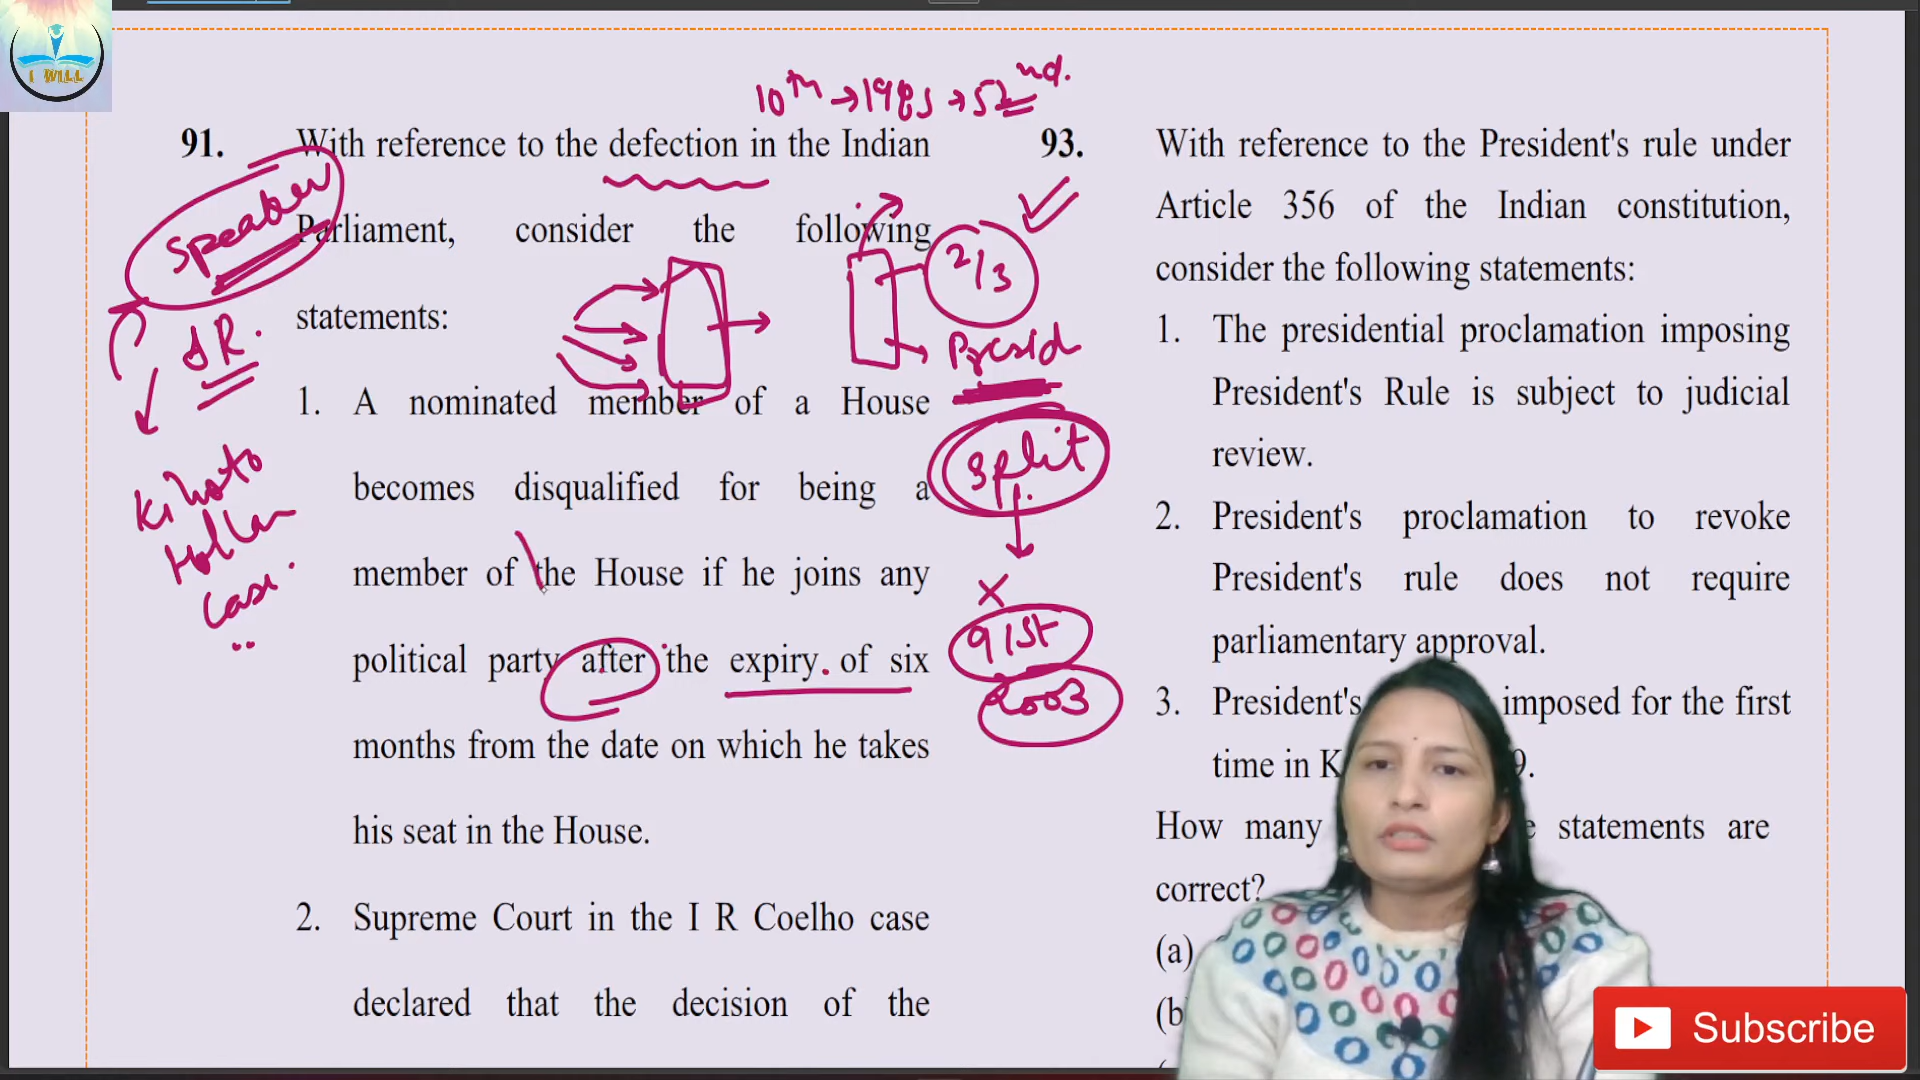 I WILL
10th → 1985 → 52nd.
91. With reference to the defection in the Indian
Parliament, consider the following
statements:
1. A nominated member of a House
becomes disqualified for being a
member of the House if he joins any
political party after the expiry of six
months from the date on which he takes
his seat in the House.
2. Supreme Court in the I R Coelho case
declared that the decision of the
Speaker
JR.
Kihoto
Hollan
Case.
2/3
Presid
Split
×
91st
2003
93. With reference to the President's rule under
Article 356 of the Indian constitution,
consider the following statements:
1. The presidential proclamation imposing
President's Rule is subject to judicial
review.
2. President's proclamation to revoke
President's rule does not require
parliamentary approval.
3. President's imposed for the first
time in K 9.
How many statements are
correct?
(a)
(b
Subscribe